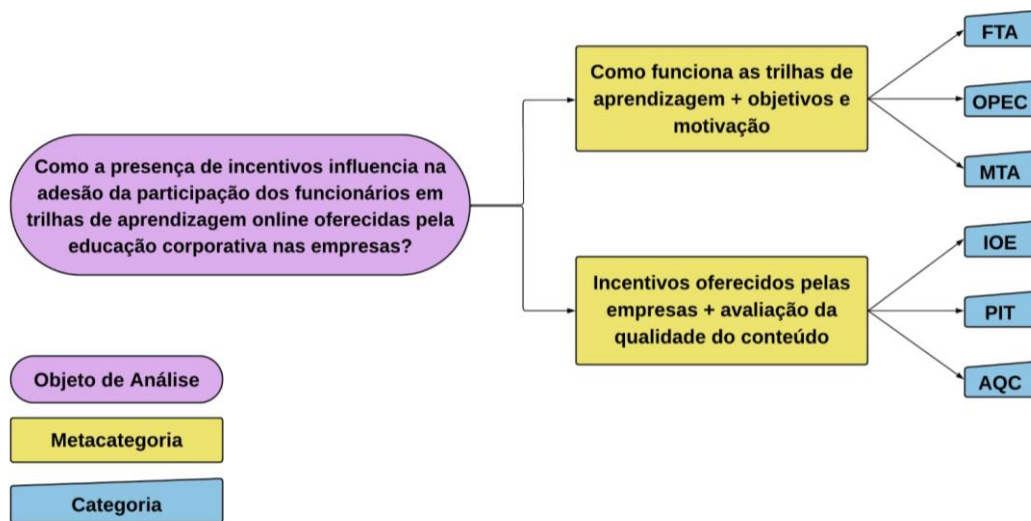 Como a presença de incentivos influencia na
adesão da participação dos funcionários em
trilhas de aprendizagem online oferecidas pela
educação corporativa nas empresas?
Como funciona as trilhas de
aprendizagem + objetivos e
motivação
FTA
OPEC
MTA
Incentivos oferecidos pelas
empresas + avaliação da
qualidade do conteúdo
IOE
PIT
AQC
Objeto de Análise
Metacategoria
Categoria